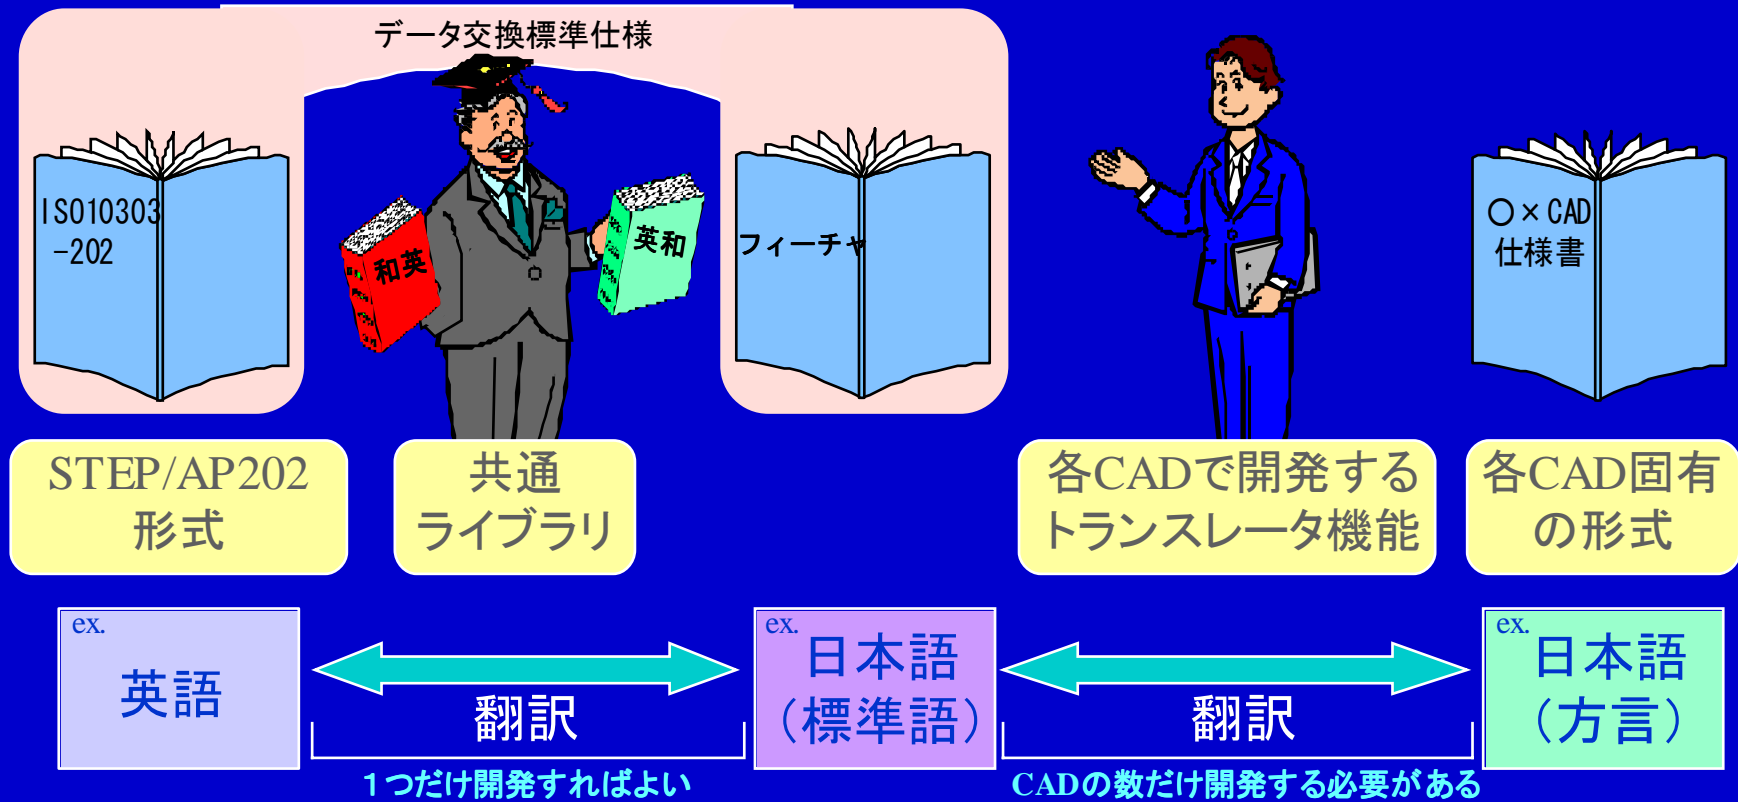 データ交換標準仕様
ISO10303
-202
和英
英和
フィーチャ
〇×CAD
仕様書
STEP/AP202
形式
共通
ライブラリ
各CADで開発する
トランスレータ機能
各CAD固有
の形式
ex.
英語
翻訳
1つだけ開発すればよい
ex.
日本語
（標準語）
翻訳
CADの数だけ開発する必要がある
ex.
日本語
（方言）